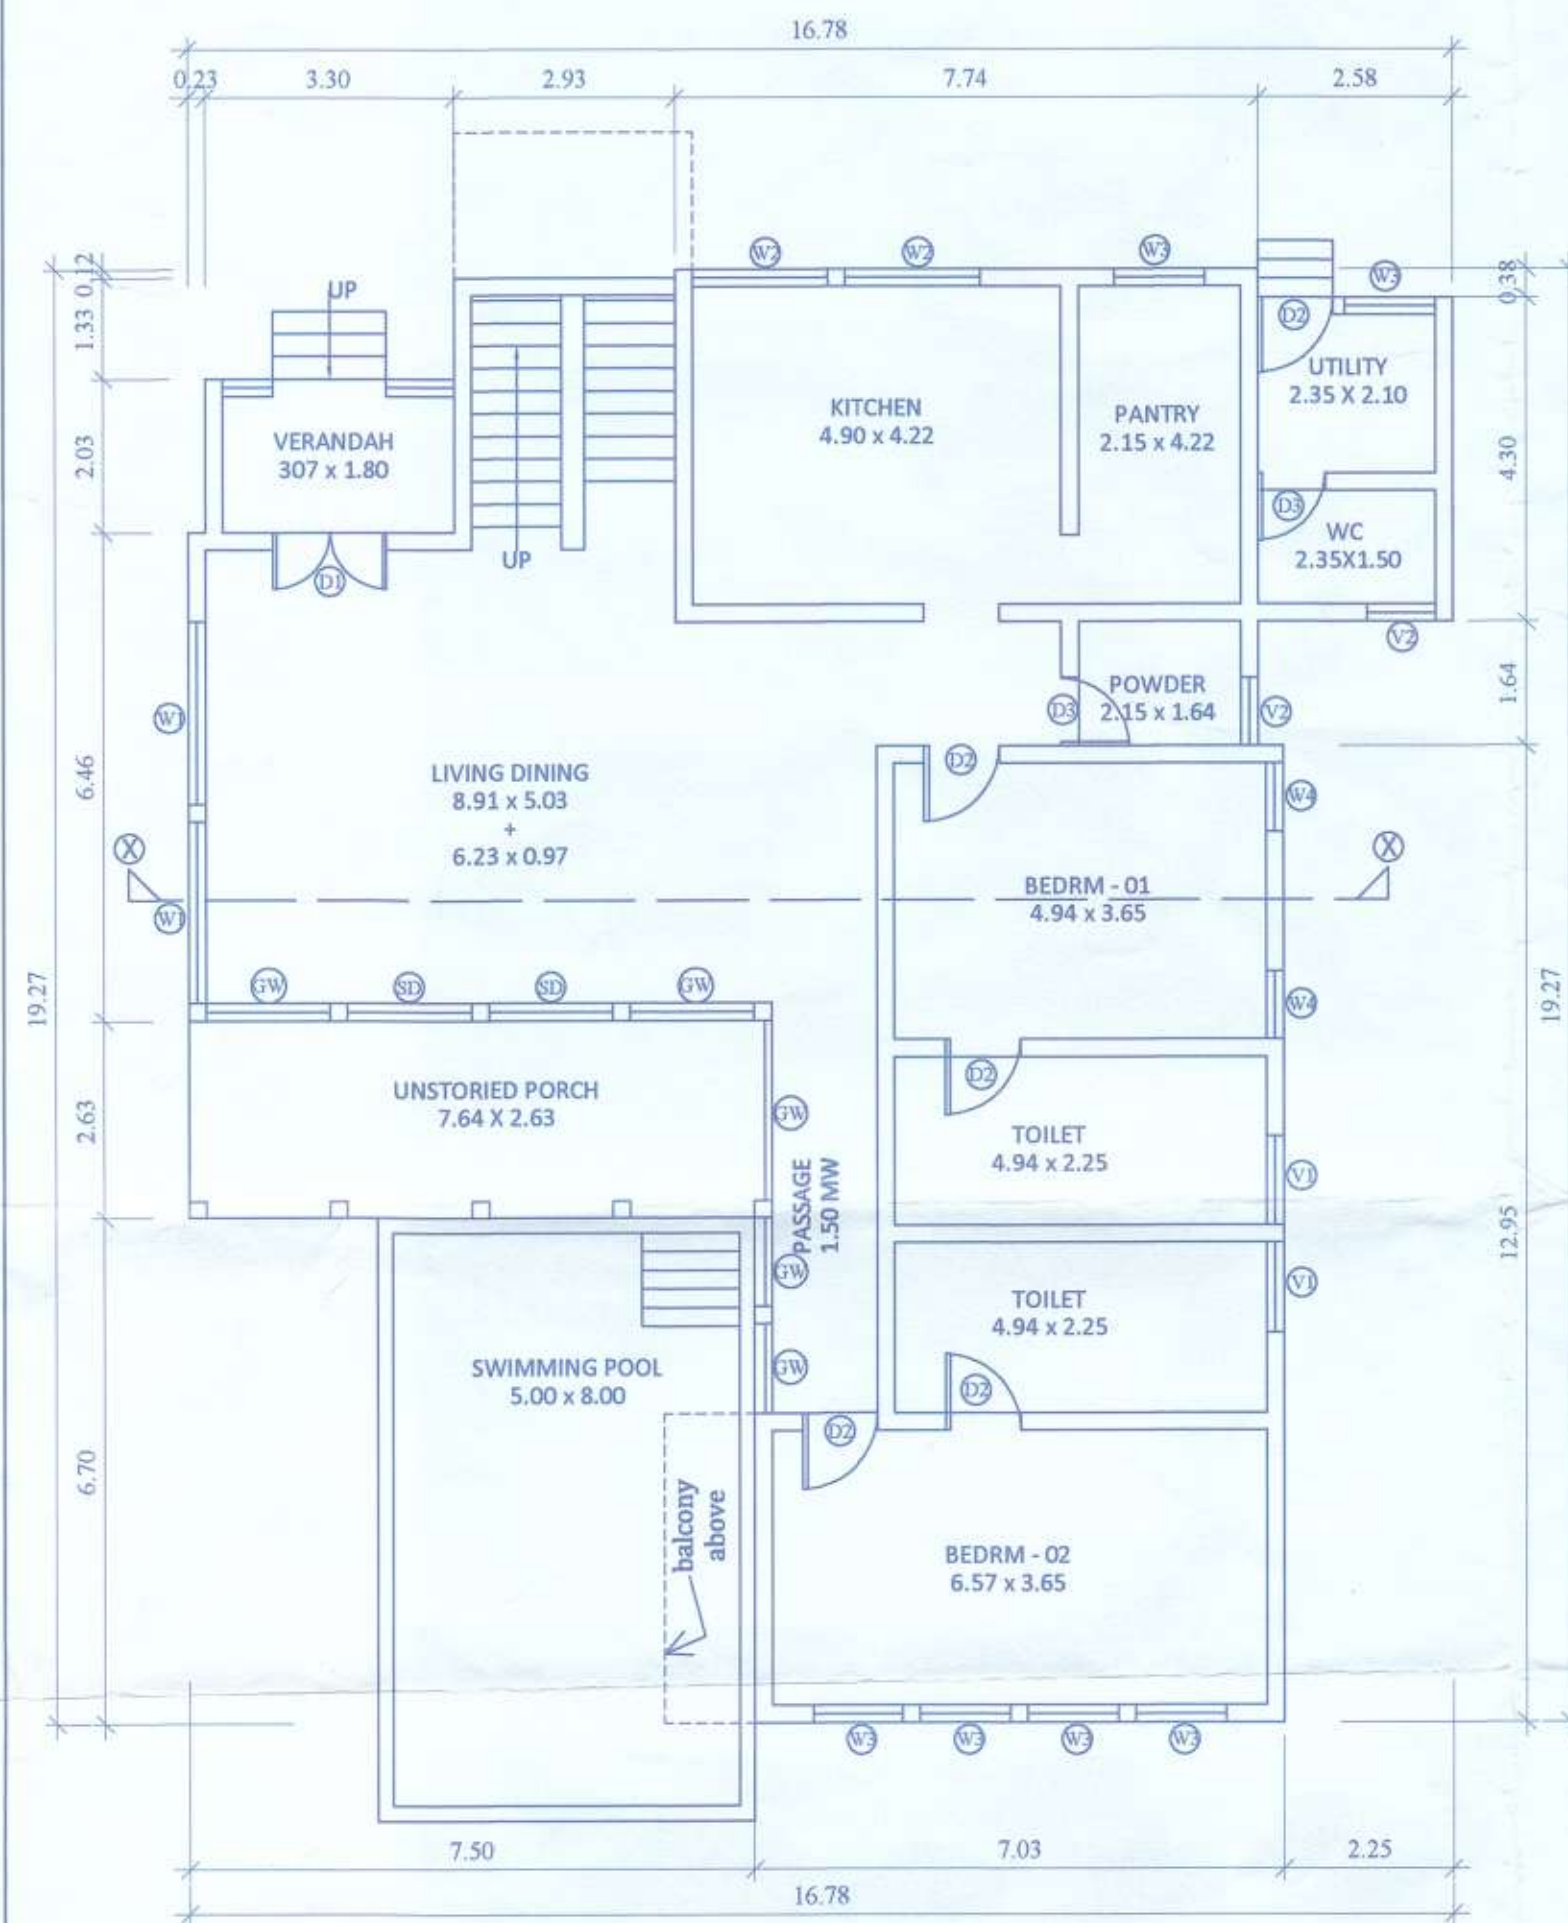 16.78
0.23
3.30
2.93
7.74
2.58
W2
W2
W3
W3
0.12
UP
0.38
1.33
D2
UTILITY
2.35 X 2.10
KITCHEN
4.90 x 4.22
PANTRY
2.15 x 4.22
VERANDAH
307 x 1.80
2.03
4.30
D3
WC
2.35X1.50
UP
D1
V2
POWDER
2.15 x 1.64
D3
V2
1.64
W1
D2
6.46
LIVING DINING
8.91 x 5.03
+
6.23 x 0.97
W4
X
X
BEDRM - 01
4.94 x 3.65
W1
GW
SD
SD
GW
W4
19.27
19.27
UNSTORIED PORCH
7.64 X 2.63
D2
2.63
GW
TOILET
4.94 x 2.25
V1
PASSAGE
1.50 MW
12.95
GW
V1
TOILET
4.94 x 2.25
SWIMMING POOL
5.00 x 8.00
GW
D2
D2
6.70
balcony
above
BEDRM - 02
6.57 x 3.65
W3
W3
W3
W3
7.50
7.03
2.25
16.78